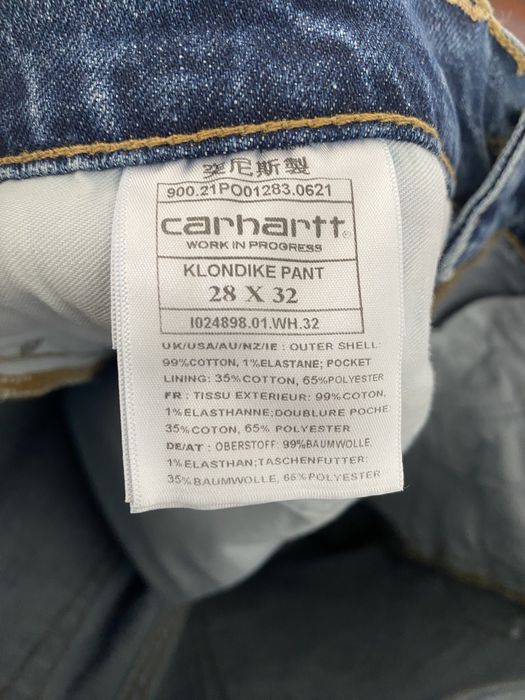 突尼斯製
900.21PO01283.0621
carhartt®
WORK IN PROGRESS
KLONDIKE PANT
28 X 32
I024898.01.WH.32
UK/USA/AU/NZ/IE : OUTER SHELL:
99%COTTON, 1%ELASTANE; POCKET
LINING: 35%COTTON, 65%POLYESTER
FR : TISSU EXTERIEUR: 99%COTON,
1%ELASTHANNE;DOUBLURE POCHE
35%COTON, 65% POLYESTER
DE/AT : OBERSTOFF: 99%BAUMWOLLE,
1%ELASTHAN;TASCHENFUTTER:
35%BAUMWOLLE, 65%POLYESTER